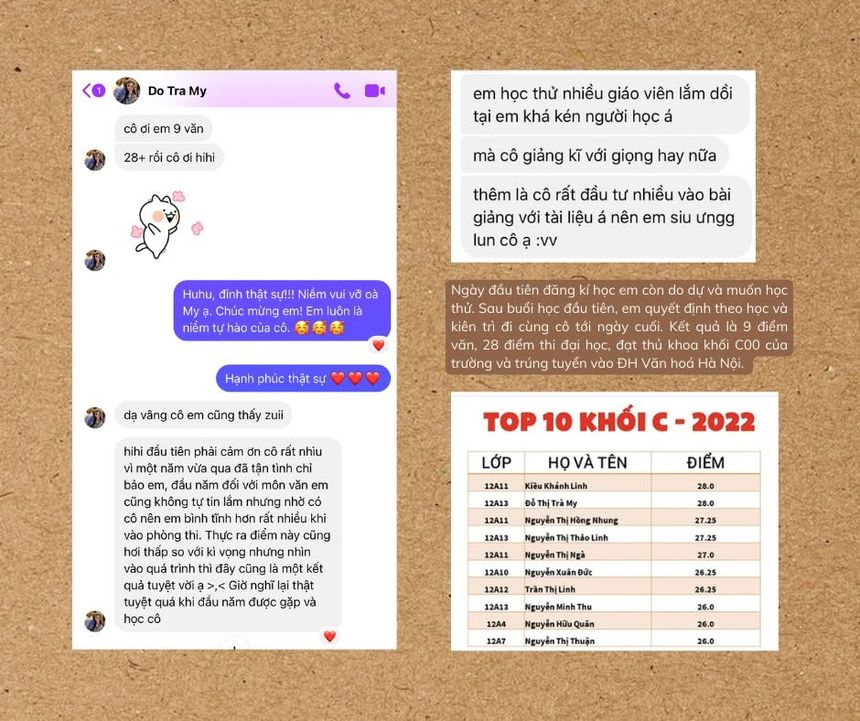 1
Do Tra My
cô ơi em 9 văn
28+ rồi cô ơi hihi
Huhu, đỉnh thật sự!!! Niềm vui vỡ oà
My ạ. Chúc mừng em! Em luôn là
niềm tự hào của cô. 🥰🥰🥰
Hạnh phúc thật sự ❤️❤️❤️
dạ vâng cô em cũng thấy zuii
hihi đầu tiên phải cảm ơn cô rất nhìu
vì một năm vừa qua đã tận tình chỉ
bảo em, đầu năm đối với môn văn em
cũng không tự tin lắm nhưng nhờ có
cô nên em bình tĩnh hơn rất nhiều khi
vào phòng thi. Thực ra điểm này cũng
hơi thấp so với kì vọng nhưng nhìn
vào quá trình thì đây cũng là một kết
quả tuyệt vời ạ >,< Giờ nghĩ lại thật
tuyệt quá khi đầu năm được gặp và
học cô
em học thử nhiều giáo viên lắm dồi
tại em khá kén người học á
mà cô giảng kĩ với giọng hay nữa
thêm là cô rất đầu tư nhiều vào bài
giảng với tài liệu á nên em siu ưngg
lun cô ạ :vv
Ngày đầu tiên đăng kí học em còn do dự và muốn học
thử. Sau buổi học đầu tiên, em quyết định theo học và
kiên trì đi cùng cô tới ngày cuối. Kết quả là 9 điểm
văn, 28 điểm thi đại học, đạt thủ khoa khối C00 của
trường và trúng tuyển vào ĐH Văn hoá Hà Nội.
TOP 10 KHỐI C - 2022
LỚP HỌ VÀ TÊN ĐIỂM
12A11 Kiều Khánh Linh 28.0
12A13 Đỗ Thị Trà My 28.0
12A11 Nguyễn Thị Hồng Nhung 27.25
12A13 Nguyễn Thị Thảo Linh 27.25
12A11 Nguyễn Thị Ngà 27.0
12A10 Nguyễn Xuân Đức 26.25
12A12 Trần Thị Linh 26.25
12A13 Nguyễn Minh Thu 26.0
12A4 Nguyễn Hữu Quân 26.0
12A7 Nguyễn Thị Thuận 26.0